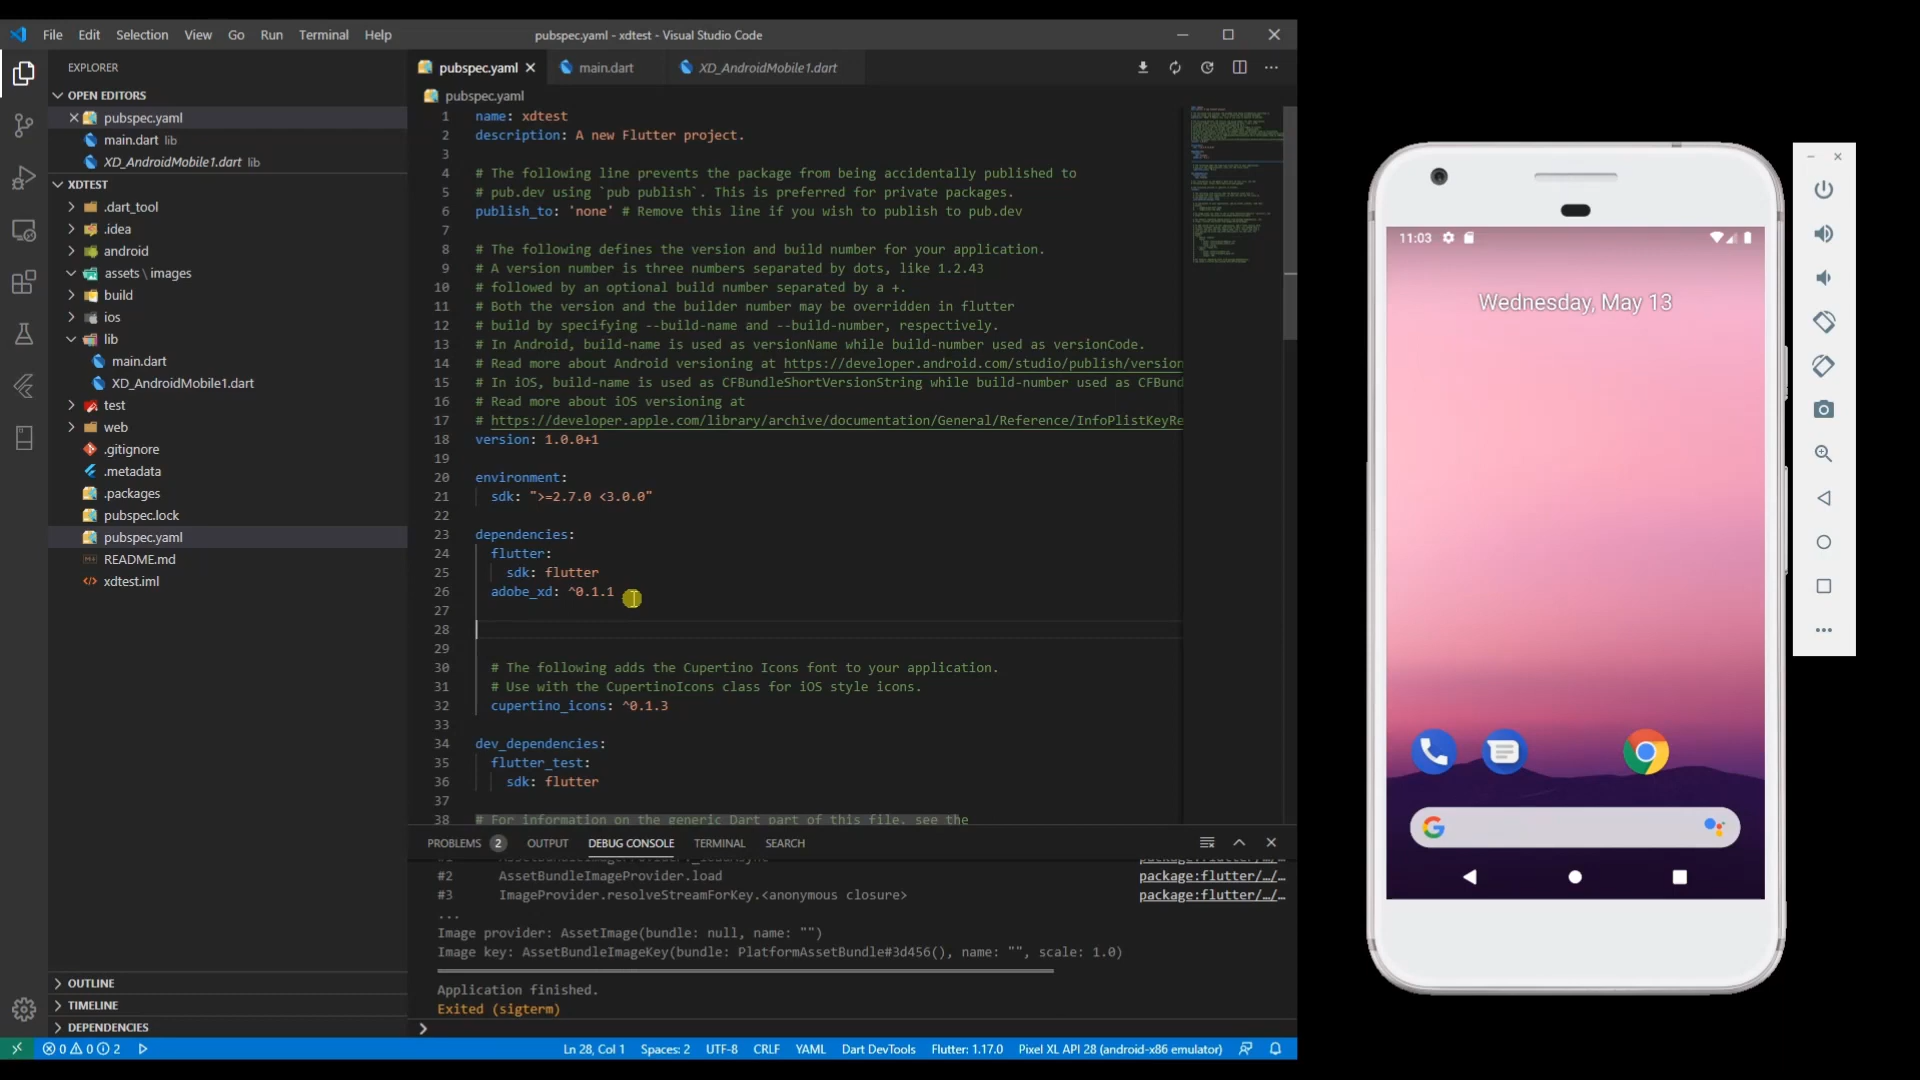 File Edit Selection View Go Run Terminal Help
pubspec.yaml - xdtest - Visual Studio Code
EXPLORER
OPEN EDITORS
pubspec.yaml
main.dart lib
XD_AndroidMobile1.dart lib
XDTEST
.dart_tool
.idea
android
assets \ images
build
ios
lib
main.dart
XD_AndroidMobile1.dart
test
web
.gitignore
.metadata
.packages
pubspec.lock
pubspec.yaml
README.md
xdtest.iml
OUTLINE
TIMELINE
DEPENDENCIES
pubspec.yaml main.dart XD_AndroidMobile1.dart
pubspec.yaml
1 name: xdtest
2 description: A new Flutter project.
3
4 # The following line prevents the package from being accidentally published to
5 # pub.dev using `pub publish`. This is preferred for private packages.
6 publish_to: 'none' # Remove this line if you wish to publish to pub.dev
7
8 # The following defines the version and build number for your application.
9 # A version number is three numbers separated by dots, like 1.2.43
10 # followed by an optional build number separated by a +.
11 # Both the version and the builder number may be overridden in flutter
12 # build by specifying --build-name and --build-number, respectively.
13 # In Android, build-name is used as versionName while build-number used as versionCode.
14 # Read more about Android versioning at https://developer.android.com/studio/publish/version
15 # In iOS, build-name is used as CFBundleShortVersionString while build-number used as CFBund
16 # Read more about iOS versioning at
17 # https://developer.apple.com/library/archive/documentation/General/Reference/InfoPlistKeyRe
18 version: 1.0.0+1
19
20 environment:
21 sdk: ">=2.7.0 <3.0.0"
22
23 dependencies:
24 flutter:
25 sdk: flutter
26 adobe_xd: ^0.1.1
27
28
29
30 # The following adds the Cupertino Icons font to your application.
31 # Use with the CupertinoIcons class for iOS style icons.
32 cupertino_icons: ^0.1.3
33
34 dev_dependencies:
35 flutter_test:
36 sdk: flutter
37
38 # For information on the generic Dart part of this file, see the
PROBLEMS 2 OUTPUT DEBUG CONSOLE TERMINAL SEARCH
#2 AssetBundleImageProvider.load package:flutter/…/…
#3 ImageProvider.resolveStreamForKey.<anonymous closure> package:flutter/…/…
...
Image provider: AssetImage(bundle: null, name: "")
Image key: AssetBundleImageKey(bundle: PlatformAssetBundle#3d456(), name: "", scale: 1.0)
Application finished.
Exited (sigterm)
0 0 2 Ln 28, Col 1 Spaces: 2 UTF-8 CRLF YAML Dart DevTools Flutter: 1.17.0 Pixel XL API 28 (android-x86 emulator)
11:03
Wednesday, May 13